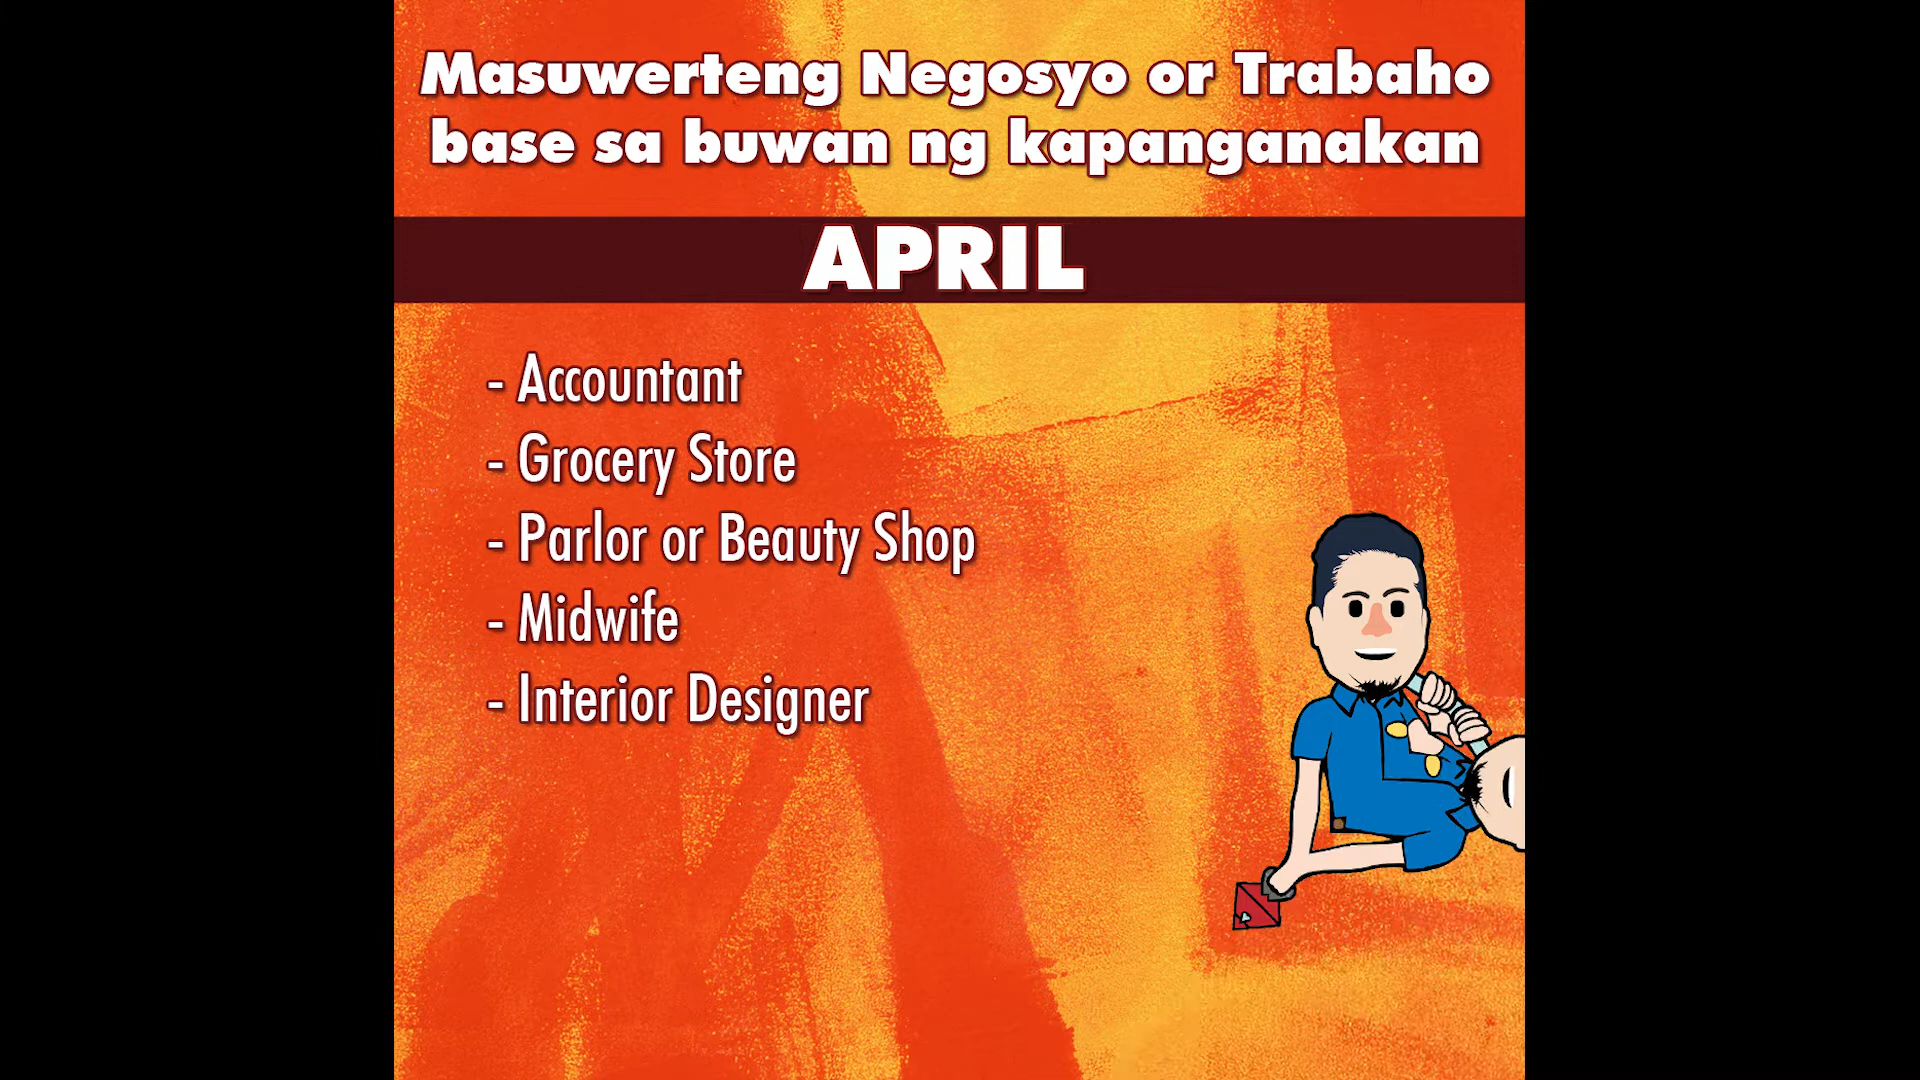 Masuwerteng Negosyo or Trabaho
base sa buwan ng kapanganakan
APRIL
- Accountant
- Grocery Store
- Parlor or Beauty Shop
- Midwife
- Interior Designer